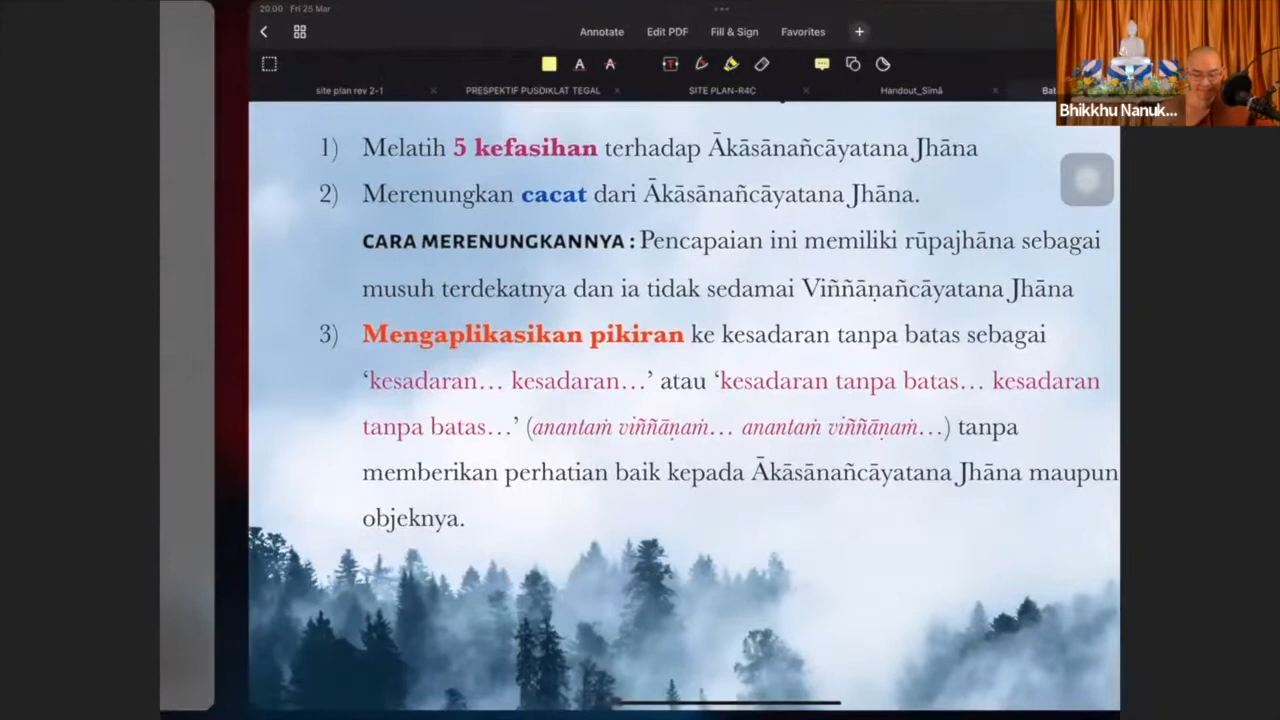 20.00 Fri 25 Mar
Annotate Edit PDF Fill & Sign Favorites
site plan rev 2-1 PRESPEKTIF PUSDIKLAT TEGAL SITE PLAN-R4C Handout_Sīmā
Bhikkhu Nanuk...
1) Melatih 5 kefasihan terhadap Ākāsānañcāyatana Jhāna
2) Merenungkan cacat dari Ākāsānañcāyatana Jhāna.
CARA MERENUNGKANNYA : Pencapaian ini memiliki rūpajhāna sebagai
musuh terdekatnya dan ia tidak sedamai Viññāṇañcāyatana Jhāna
3) Mengaplikasikan pikiran ke kesadaran tanpa batas sebagai
‘kesadaran… kesadaran…’ atau ‘kesadaran tanpa batas… kesadaran
tanpa batas…’ (anantaṁ viññāṇaṁ… anantaṁ viññāṇaṁ…) tanpa
memberikan perhatian baik kepada Ākāsānañcāyatana Jhāna maupun
objeknya.